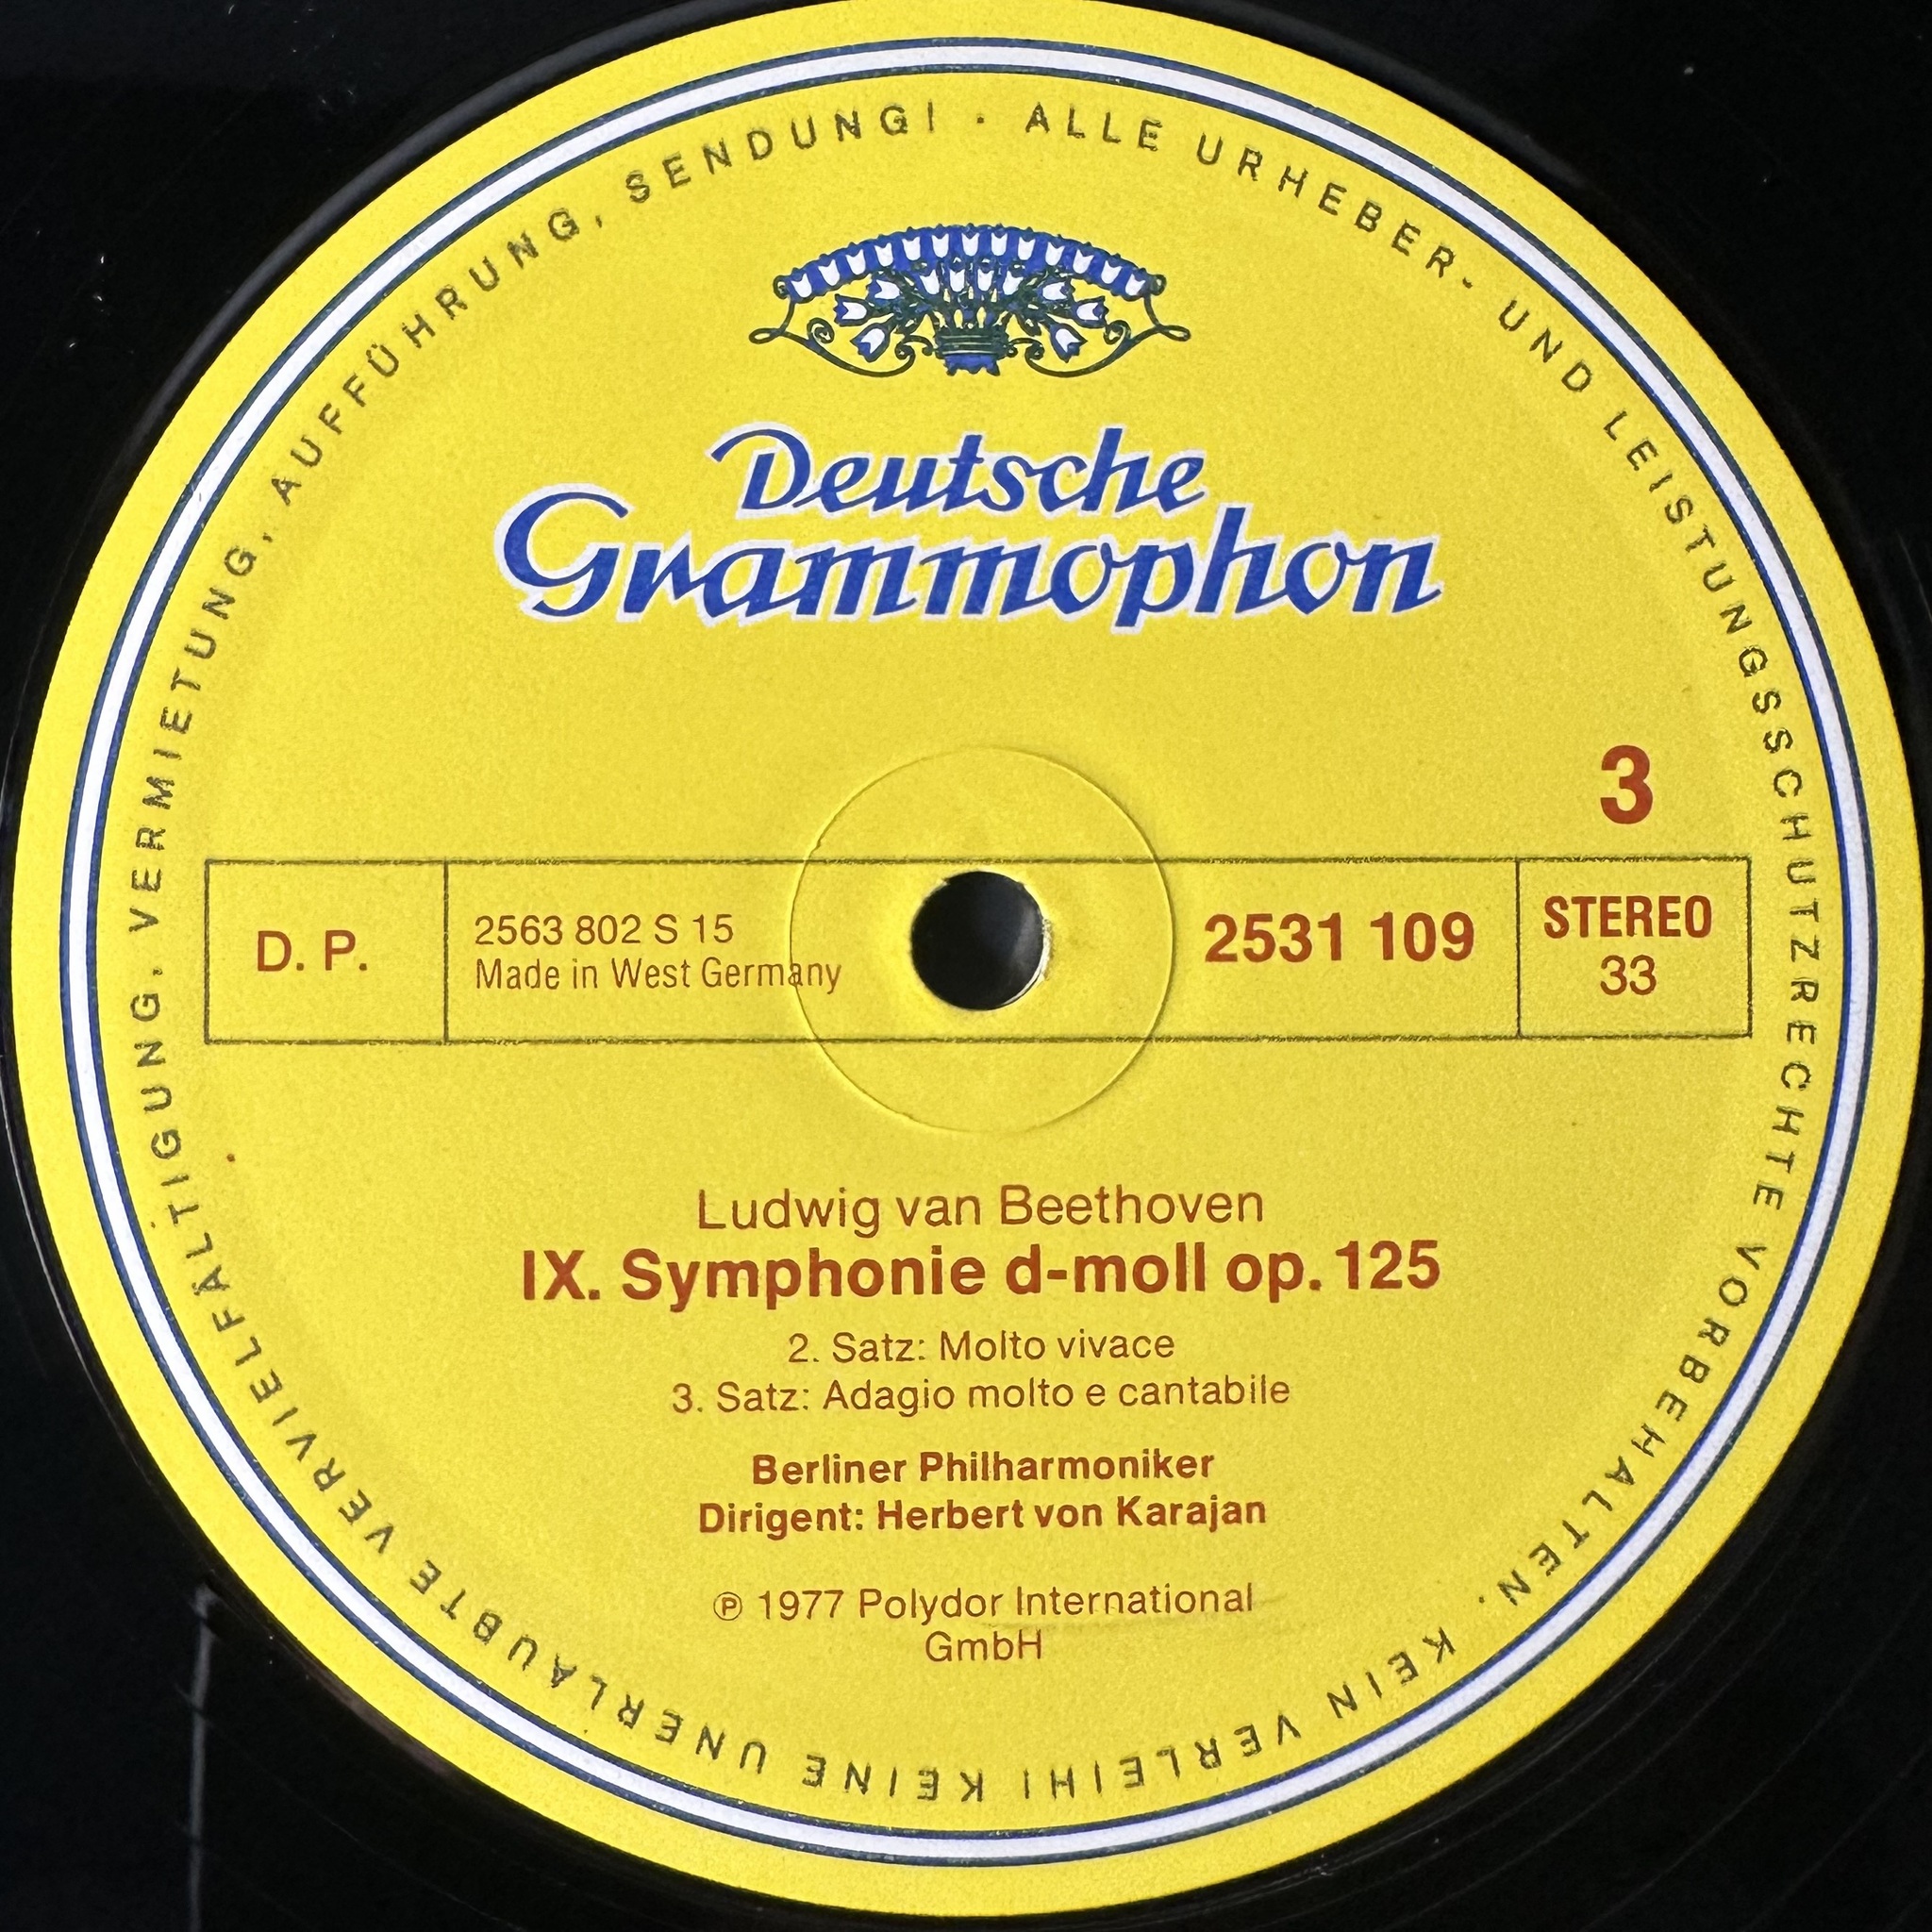 ALLE URHEBER- UND LEISTUNGSSCHUTZRECHTE VORBEHALTEN. KEIN VERLEIH! KEINE UNERLAUBTE VERVIELFÄLTIGUNG, VERMIETUNG, AUFFÜHRUNG, SENDUNG! ·
Deutsche
Grammophon
3
D. P.
2563 802 S 15
Made in West Germany
2531 109
STEREO
33
Ludwig van Beethoven
IX. Symphonie d-moll op. 125
2. Satz: Molto vivace
3. Satz: Adagio molto e cantabile
Berliner Philharmoniker
Dirigent: Herbert von Karajan
℗ 1977 Polydor International
GmbH